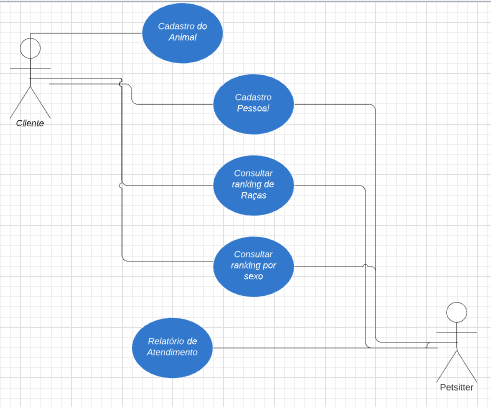 Cadastro do
Animal
Cliente
Cadastro
Pessoal
Consultar
ranking de
Raças
Consultar
ranking por
sexo
Relatório de
Atendimento
Petsitter